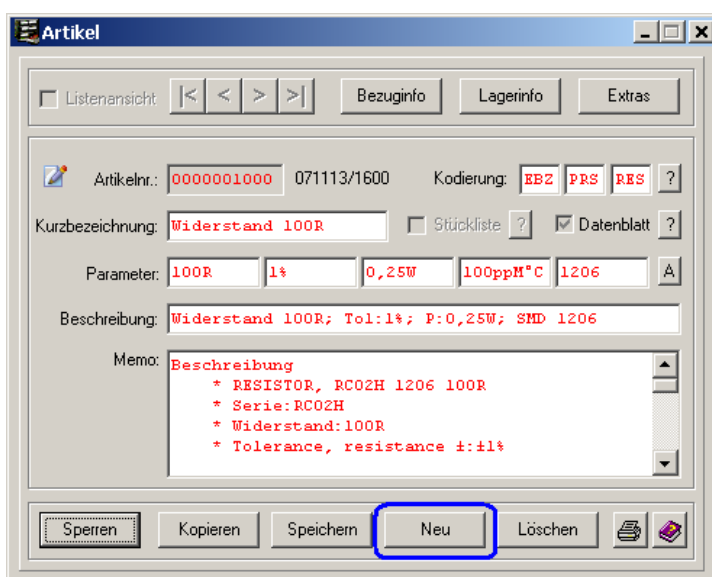 Artikel
Listenansicht |< < > >| Bezuginfo Lagerinfo Extras
Artikelnr.: 0000001000 071113/1600 Kodierung: EBZ PRS RES ?
Kurzbezeichnung: Widerstand 100R Stückliste ? Datenblatt ?
Parameter: 100R 1% 0,25W 100ppM°C 1206 A
Beschreibung: Widerstand 100R; Tol:1%; P:0,25W; SMD 1206
Memo: Beschreibung
* RESISTOR, RC02H 1206 100R
* Serie:RC02H
* Widerstand:100R
* Tolerance, resistance ±:±1%
Sperren Kopieren Speichern Neu Löschen